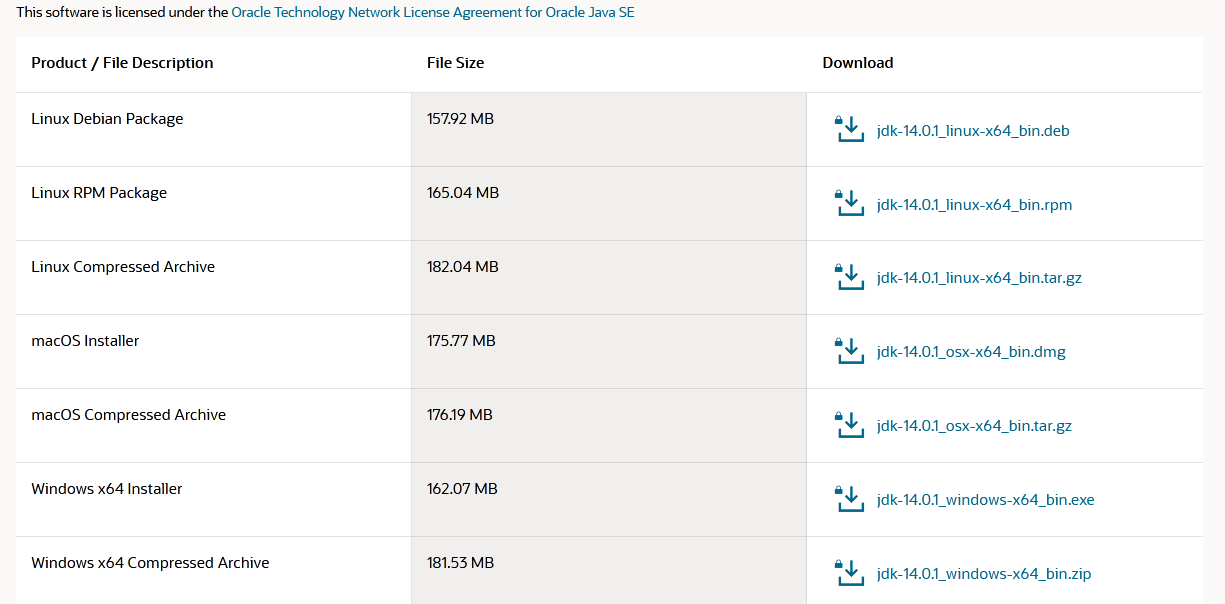 This software is licensed under the Oracle Technology Network License Agreement for Oracle Java SE
Product / File Description File Size Download
Linux Debian Package 157.92 MB jdk-14.0.1_linux-x64_bin.deb
Linux RPM Package 165.04 MB jdk-14.0.1_linux-x64_bin.rpm
Linux Compressed Archive 182.04 MB jdk-14.0.1_linux-x64_bin.tar.gz
macOS Installer 175.77 MB jdk-14.0.1_osx-x64_bin.dmg
macOS Compressed Archive 176.19 MB jdk-14.0.1_osx-x64_bin.tar.gz
Windows x64 Installer 162.07 MB jdk-14.0.1_windows-x64_bin.exe
Windows x64 Compressed Archive 181.53 MB jdk-14.0.1_windows-x64_bin.zip